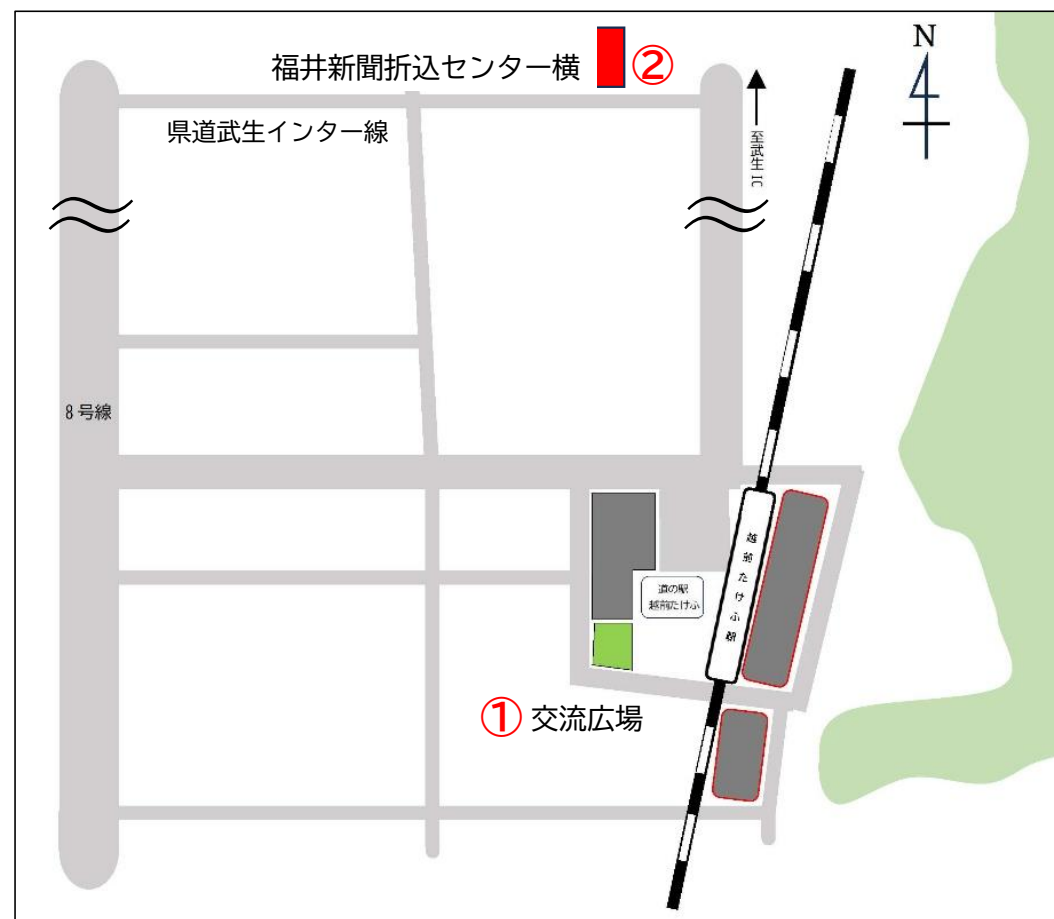 福井新聞折込センター横 ②
N
県道武生インター線
至武生IC
8号線
越前たけふ駅
道の駅
越前たけふ
① 交流広場